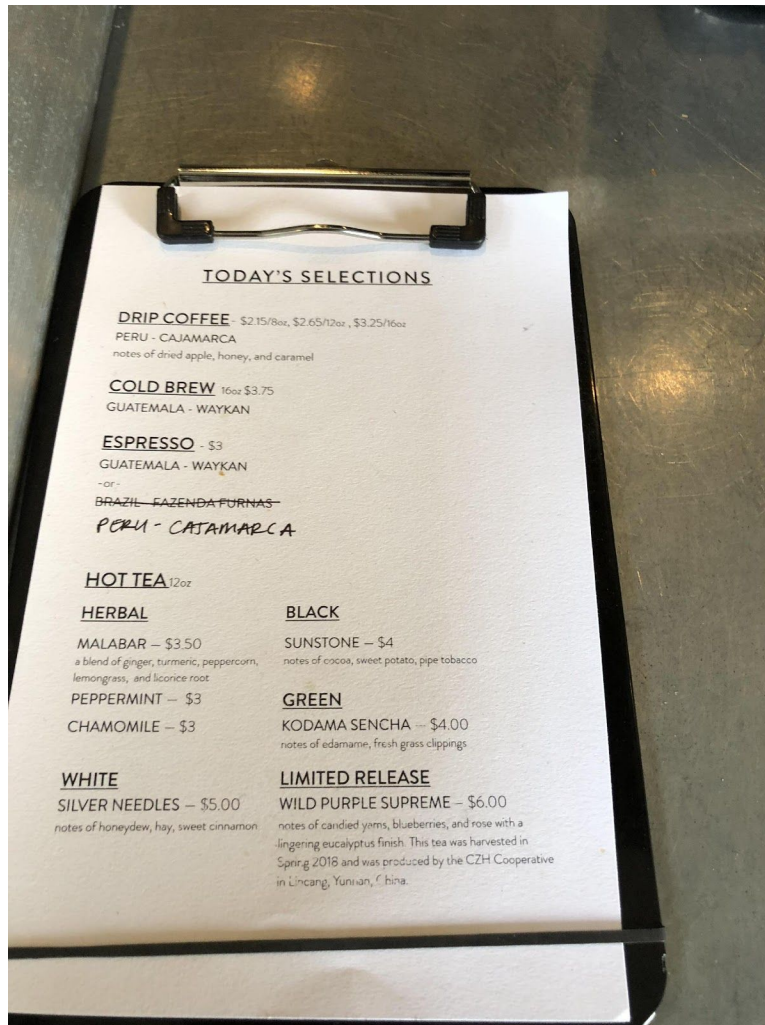 TODAY'S SELECTIONS
DRIP COFFEE - $2.15/8oz, $2.65/12oz , $3.25/16oz
PERU - CAJAMARCA
notes of dried apple, honey, and caramel
COLD BREW 16oz $3.75
GUATEMALA - WAYKAN
ESPRESSO - $3
GUATEMALA - WAYKAN
-or-
BRAZIL - FAZENDA FURNAS
PERU - CAJAMARCA
HOT TEA 12oz
HERBAL
MALABAR – $3.50
a blend of ginger, turmeric, peppercorn,
lemongrass, and licorice root
PEPPERMINT – $3
CHAMOMILE – $3
BLACK
SUNSTONE – $4
notes of cocoa, sweet potato, pipe tobacco
GREEN
KODAMA SENCHA – $4.00
notes of edamame, fresh grass clippings
WHITE
SILVER NEEDLES – $5.00
notes of honeydew, hay, sweet cinnamon
LIMITED RELEASE
WILD PURPLE SUPREME – $6.00
notes of candied yams, blueberries, and rose with a
lingering eucalyptus finish. This tea was harvested in
Spring 2018 and was produced by the CZH Cooperative
in Lincang, Yunnan, China.